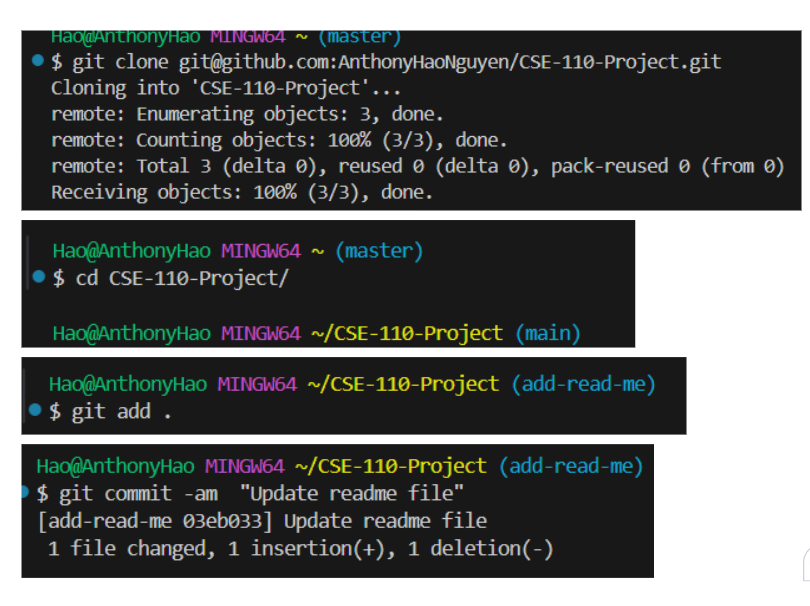 Hao@AnthonyHao MINGW64 ~ (master)
$ git clone git@github.com:AnthonyHaoNguyen/CSE-110-Project.git
Cloning into 'CSE-110-Project'...
remote: Enumerating objects: 3, done.
remote: Counting objects: 100% (3/3), done.
remote: Total 3 (delta 0), reused 0 (delta 0), pack-reused 0 (from 0)
Receiving objects: 100% (3/3), done.
Hao@AnthonyHao MINGW64 ~ (master)
$ cd CSE-110-Project/
Hao@AnthonyHao MINGW64 ~/CSE-110-Project (main)
Hao@AnthonyHao MINGW64 ~/CSE-110-Project (add-read-me)
$ git add .
Hao@AnthonyHao MINGW64 ~/CSE-110-Project (add-read-me)
$ git commit -am  "Update readme file"
[add-read-me 03eb033] Update readme file
 1 file changed, 1 insertion(+), 1 deletion(-)